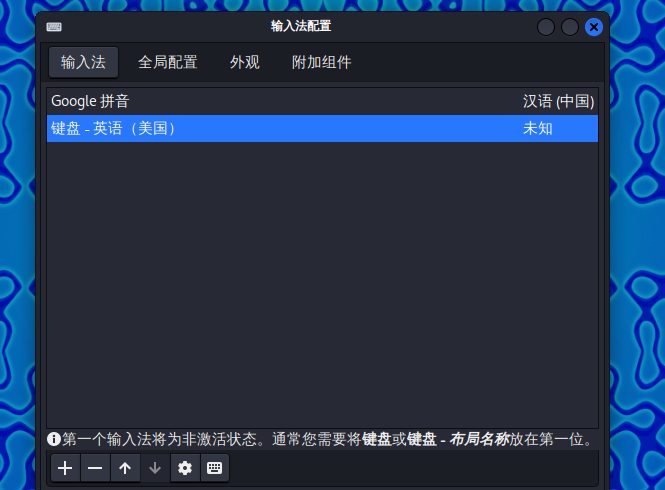 输入法配置
输入法 全局配置 外观 附加组件
Google 拼音 汉语 (中国)
键盘 - 英语（美国） 未知
第一个输入法将为非激活状态。通常您需要将键盘或键盘 - 布局名称放在第一位。